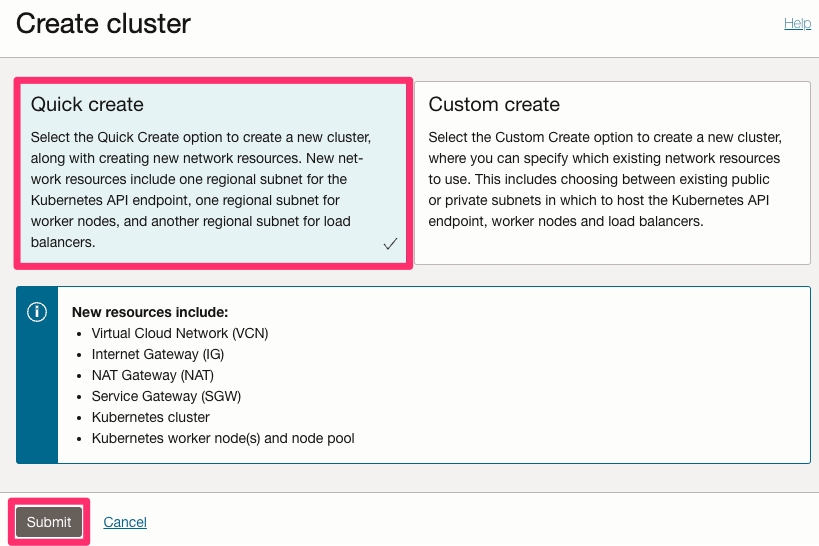 Create cluster
Help
Quick create
Select the Quick Create option to create a new cluster,
along with creating new network resources. New net-
work resources include one regional subnet for the
Kubernetes API endpoint, one regional subnet for
worker nodes, and another regional subnet for load
balancers.
Custom create
Select the Custom Create option to create a new cluster,
where you can specify which existing network resources
to use. This includes choosing between existing public
or private subnets in which to host the Kubernetes API
endpoint, worker nodes and load balancers.
New resources include:
• Virtual Cloud Network (VCN)
• Internet Gateway (IG)
• NAT Gateway (NAT)
• Service Gateway (SGW)
• Kubernetes cluster
• Kubernetes worker node(s) and node pool
Submit
Cancel